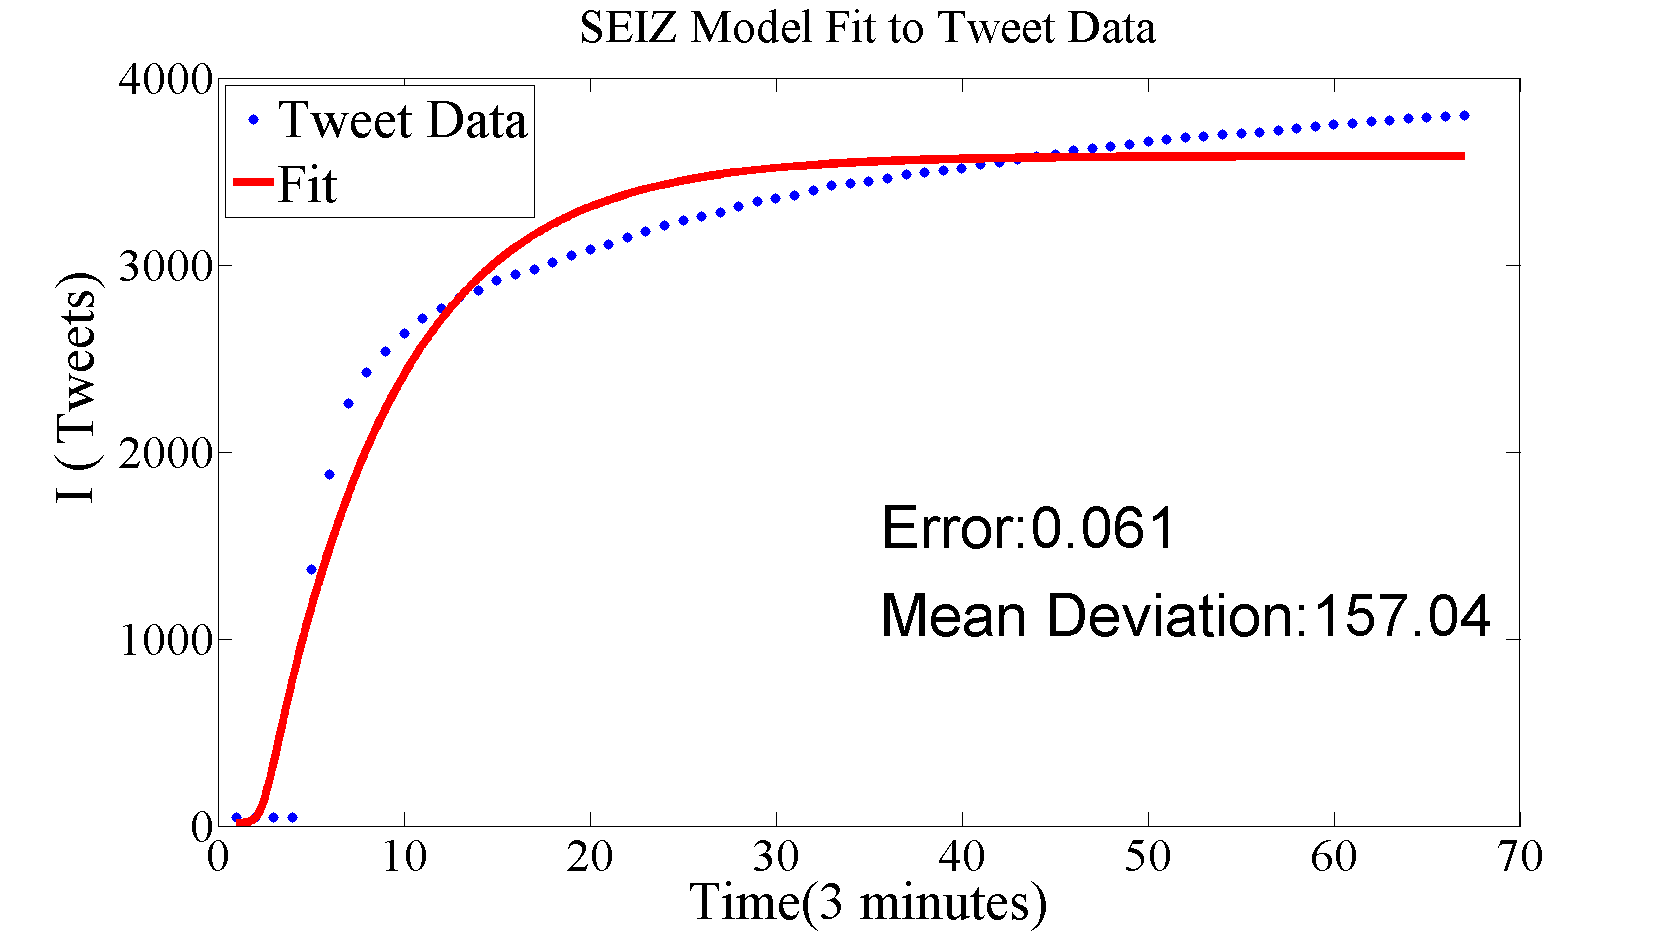 SEIZ Model Fit to Tweet Data
4000
3000
2000
1000
0
I ( Tweets)
Tweet Data
Fit
Error:0.061
Mean Deviation:157.04
0 10 20 30 40 50 60 70
Time(3 minutes)